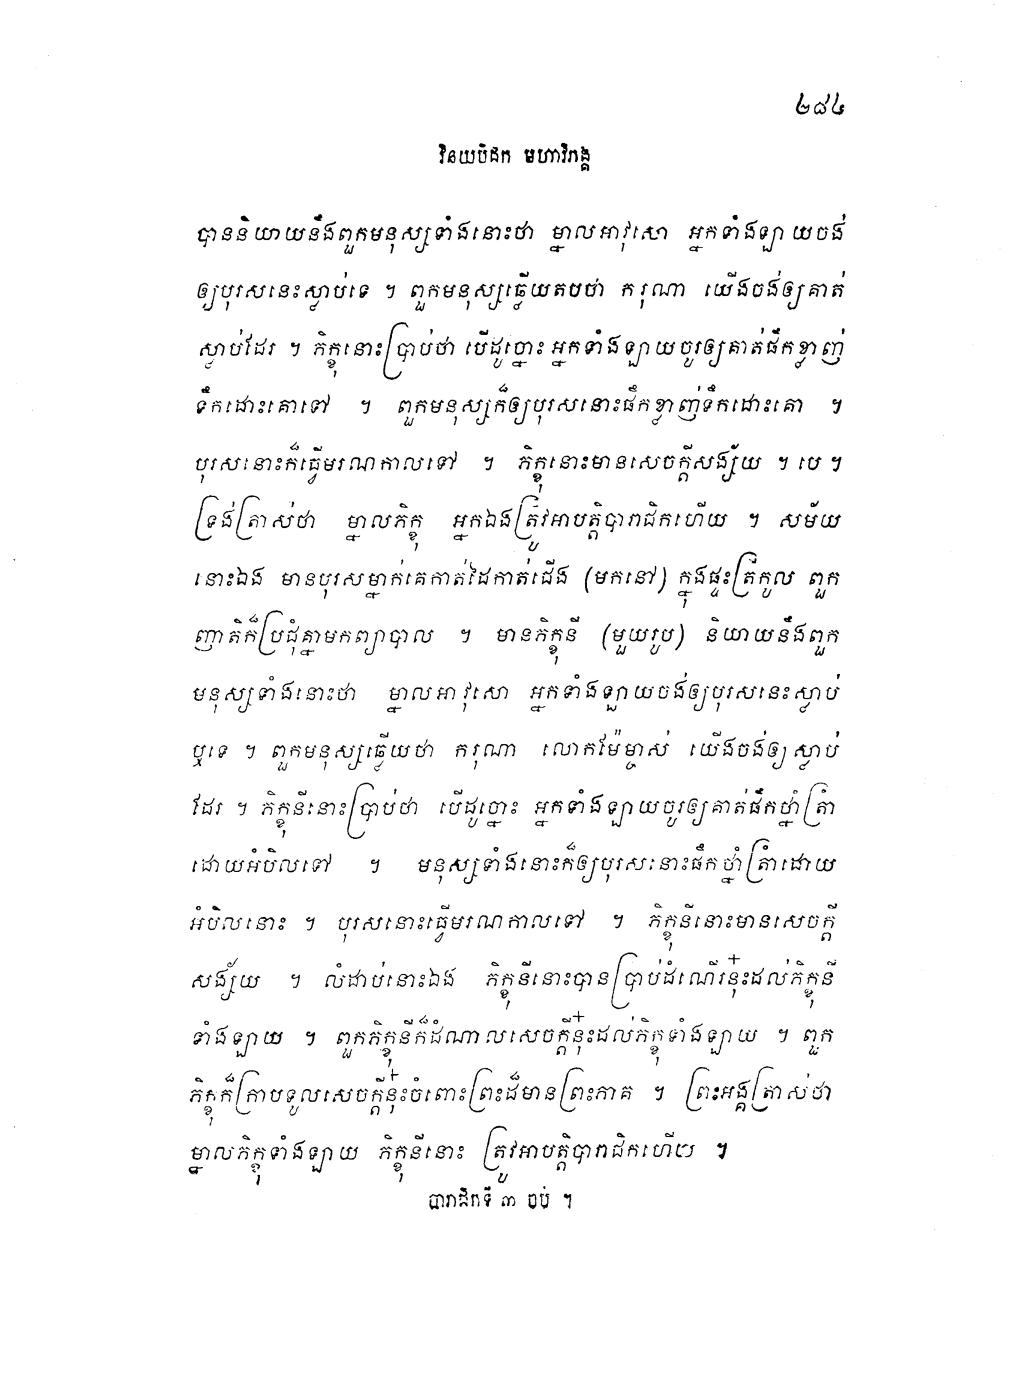 ២៨៤
វិនយបិដក មហាវិភង្គ
បាននិយាយនឹងពួកមនុស្សទាំងនោះថា ម្នាលអាវុសោ អ្នកទាំងឡាយចង់
ឲ្យបុរសនេះស្លាប់ទេ ។ ពួកមនុស្សឆ្លើយតបថា ករុណា យើងចង់ឲ្យគាត់
ស្លាប់ដែរ ។ ភិក្ខុនោះប្រាប់ថា បើដូច្នោះ អ្នកទាំងឡាយចូរឲ្យគាត់ផឹកខ្លាញ់
ទឹកដោះគោទៅ ។ ពួកមនុស្សក៏ឲ្យបុរសនោះផឹកខ្លាញ់ទឹកដោះគោ ។
បុរសនោះក៏ធ្វើមរណកាលទៅ ។ ភិក្ខុនោះមានសេចក្តីសង្ស័យ ។ បេ ។
ទ្រង់ត្រាស់ថា ម្នាលភិក្ខុ អ្នកឯងត្រូវអាបត្តិបារាជិកហើយ ។ សម័យ
នោះឯង មានបុរសម្នាក់គេកាត់ដៃកាត់ជើង (មកនៅ) ក្នុងផ្ទះត្រកូល ពួក
ញាតិក៏ប្រជុំគ្នាមកព្យាបាល ។ មានភិក្ខុនី (មួយរូប) និយាយនឹងពួក
មនុស្សទាំងនោះថា ម្នាលអាវុសោ អ្នកទាំងឡាយចង់ឲ្យបុរសនេះស្លាប់
ឬទេ ។ ពួកមនុស្សឆ្លើយថា ករុណា លោកម៉ែម្ចាស់ យើងចង់ឲ្យស្លាប់
ដែរ ។ ភិក្ខុនីនោះប្រាប់ថា បើដូច្នោះ អ្នកទាំងឡាយចូរឲ្យគាត់ផឹកថ្នាំត្រាំ
ដោយអំបិលទៅ ។ មនុស្សទាំងនោះក៏ឲ្យបុរសនោះផឹកថ្នាំត្រាំដោយ
អំបិលនោះ ។ បុរសនោះធ្វើមរណកាលទៅ ។ ភិក្ខុនីនោះមានសេចក្តី
សង្ស័យ ។ លំដាប់នោះឯង ភិក្ខុនីនោះបានប្រាប់ដំណើរនុ៎ះដល់ភិក្ខុនី
ទាំងឡាយ ។ ពួកភិក្ខុនីក៏ដំណាលសេចក្តីនុ៎ះដល់ភិក្ខុទាំងឡាយ ។ ពួក
ភិក្ខុក៏ក្រាបទូលសេចក្តីនុ៎ះចំពោះព្រះដ៏មានព្រះភាគ ។ ព្រះអង្គត្រាស់ថា
ម្នាលភិក្ខុទាំងឡាយ ភិក្ខុនីនោះ ត្រូវអាបត្តិបារាជិកហើយ ។
បារាជិកទី ៣ ចប់ ។